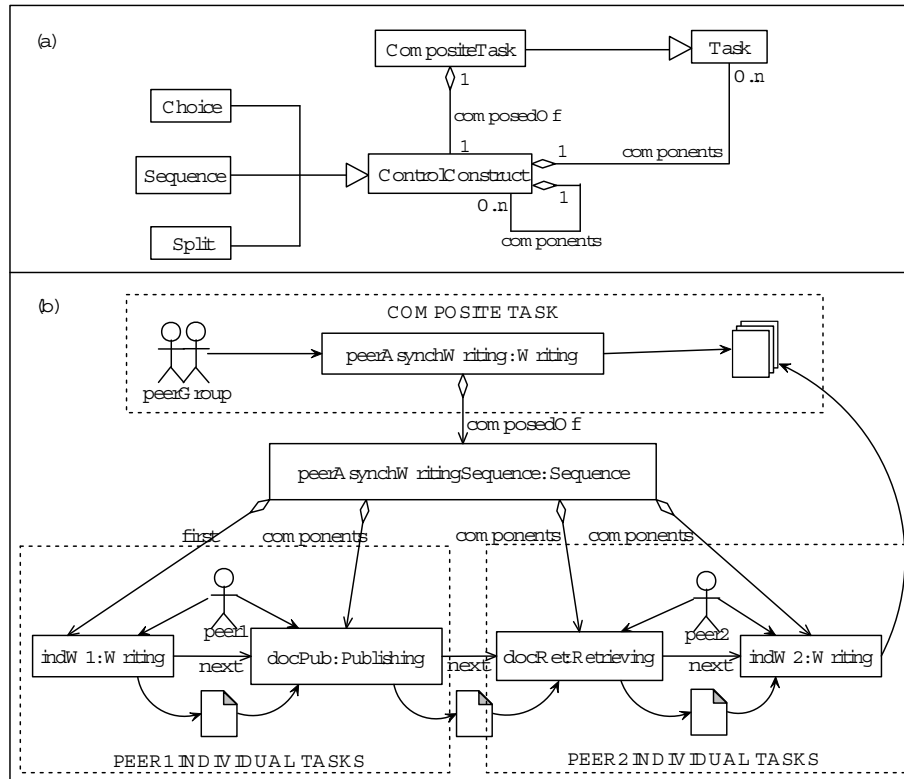 (a)
CompositeTask
Task
1
0..n
Choice
composedOf
1
1
components
Sequence
ControlConstruct
0..n
1
Split
components
(b)
COMPOSITE TASK
peerAsynchWriting:Writing
peerGroup
composedOf
peerAsynchWritingSequence:Sequence
first
components
components
components
peer1
peer2
indW1:Writing
docPub:Publishing
docRet:Retrieving
indW2:Writing
next
next
next
PEER1 INDIVIDUAL TASKS
PEER2 INDIVIDUAL TASKS